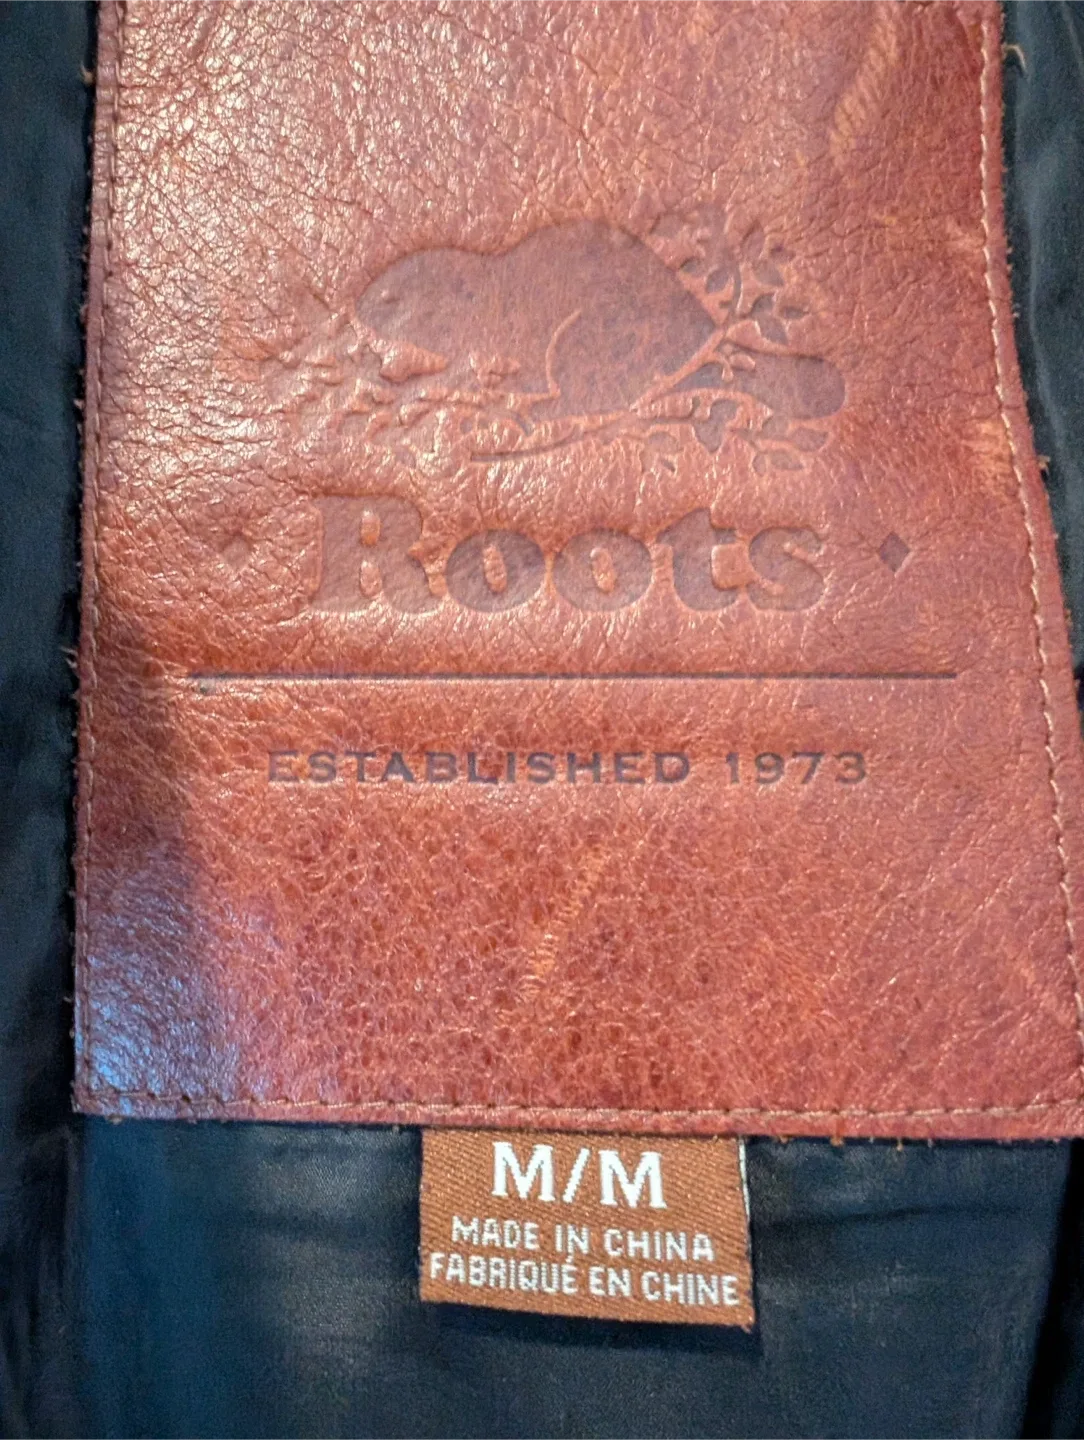 Roots
ESTABLISHED 1973
M/M
MADE IN CHINA
FABRIQUÉ EN CHINE